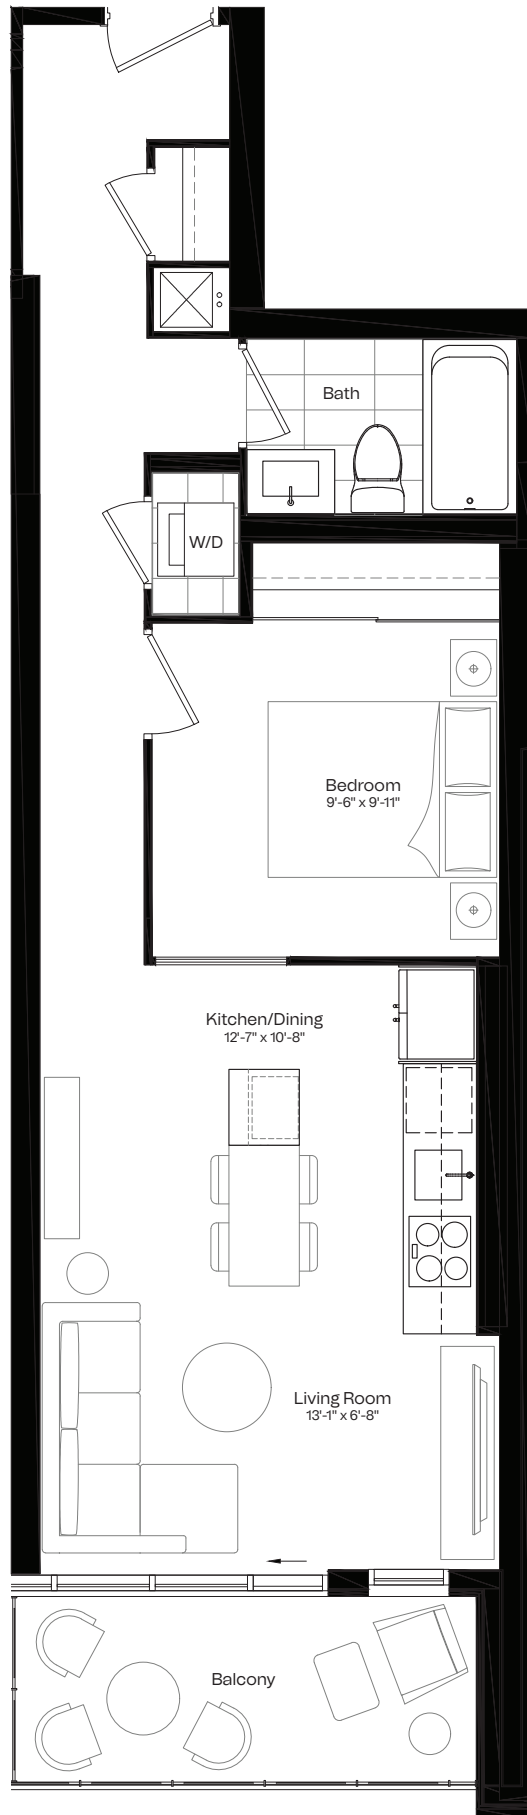 Bath
W/D
Bedroom
9'-6" x 9'-11"
Kitchen/Dining
12'-7" x 10'-8"
Living Room
13'-1" x 6'-8"
Balcony